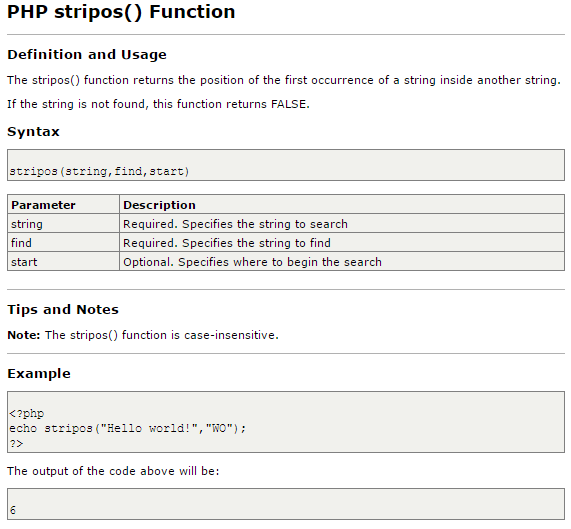 PHP stripos() Function
Definition and Usage
The stripos() function returns the position of the first occurrence of a string inside another string.
If the string is not found, this function returns FALSE.
Syntax
stripos(string,find,start)
Parameter Description
string Required. Specifies the string to search
find Required. Specifies the string to find
start Optional. Specifies where to begin the search
Tips and Notes
Note: The stripos() function is case-insensitive.
Example
<?php
echo stripos("Hello world!","WO");
?>
The output of the code above will be:
6